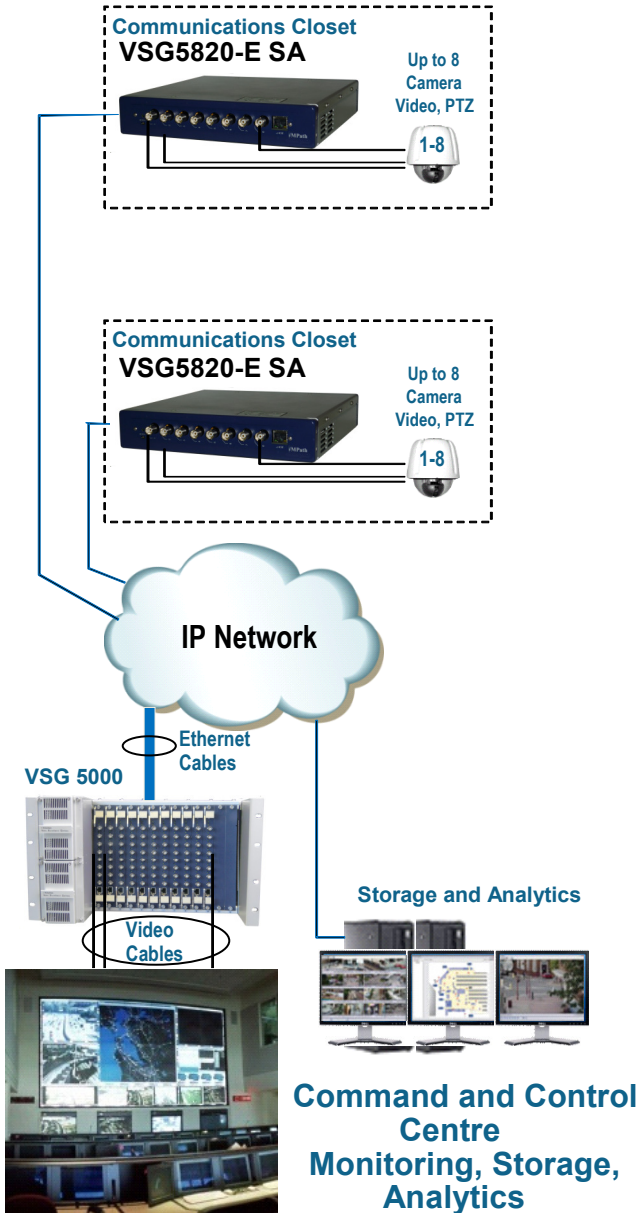 Communications Closet
VSG5820-E SA
Up to 8
Camera
Video, PTZ
1-8
iMPath
Communications Closet
VSG5820-E SA
Up to 8
Camera
Video, PTZ
1-8
iMPath
IP Network
Ethernet
Cables
VSG 5000
Video
Cables
Storage and Analytics
Command and Control
Centre
Monitoring, Storage,
Analytics